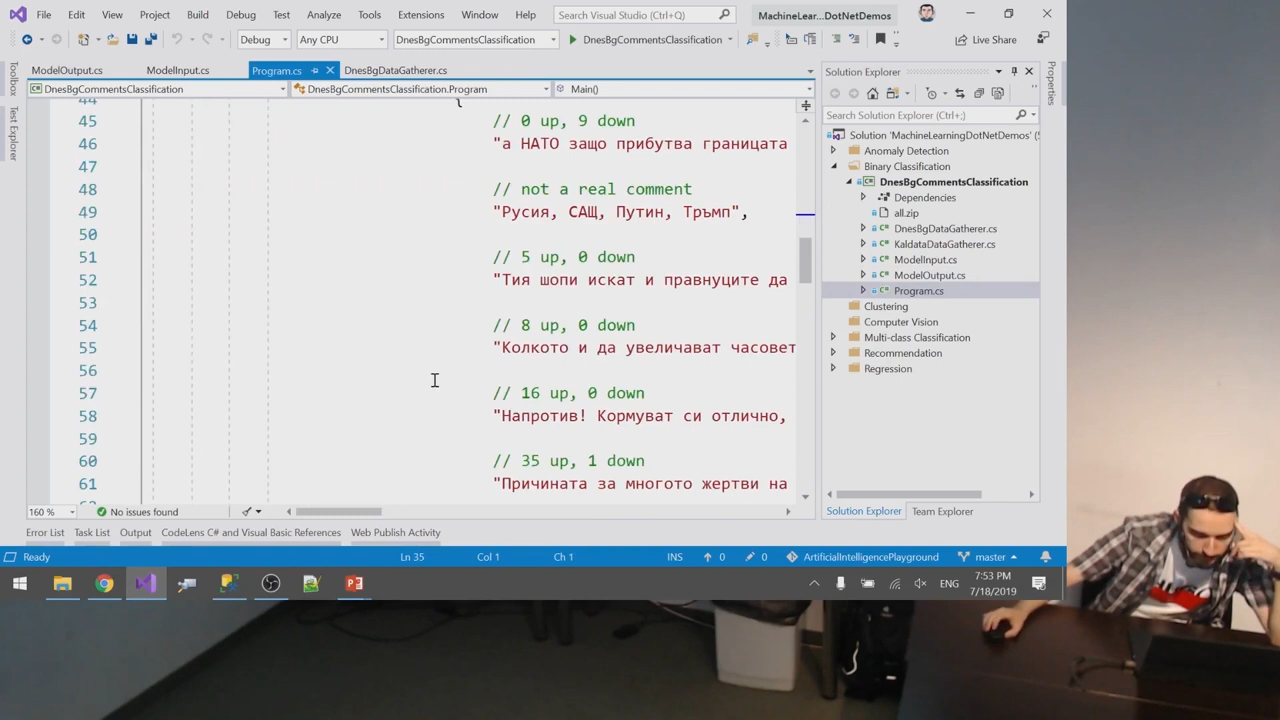 File Edit View Project Build Debug Test Analyze Tools Extensions Window Help Search Visual Studio (Ctrl+;) MachineLear...DotNetDemos
Debug Any CPU DnesBgCommentsClassification DnesBgCommentsClassification Live Share
ModelOutput.cs ModelInput.cs Program.cs DnesBgDataGatherer.cs
DnesBgCommentsClassification DnesBgCommentsClassification.Program Main()
Toolbox
Test Explorer
44 {
45 // 0 up, 9 down
46 "а НАТО защо прибутва границата
47
48 // not a real comment
49 "Русия, САЩ, Путин, Тръмп",
50
51 // 5 up, 0 down
52 "Тия шопи искат и правнуците да
53
54 // 8 up, 0 down
55 "Колкото и да увеличават часовет
56
57 // 16 up, 0 down
58 "Напротив! Кормуват си отлично,
59
60 // 35 up, 1 down
61 "Причината за многото жертви на
160 % No issues found
Solution Explorer
Search Solution Explorer (Ctrl+;)
Solution 'MachineLearningDotNetDemos'
Anomaly Detection
Binary Classification
DnesBgCommentsClassification
Dependencies
all.zip
DnesBgDataGatherer.cs
KaldataDataGatherer.cs
ModelInput.cs
ModelOutput.cs
Program.cs
Clustering
Computer Vision
Multi-class Classification
Recommendation
Regression
Solution Explorer Team Explorer
Properties
Error List Task List Output CodeLens C# and Visual Basic References Web Publish Activity
Ready Ln 35 Col 1 Ch 1 INS 0 0 ArtificialIntelligencePlayground master
ENG 7:53 PM
7/18/2019